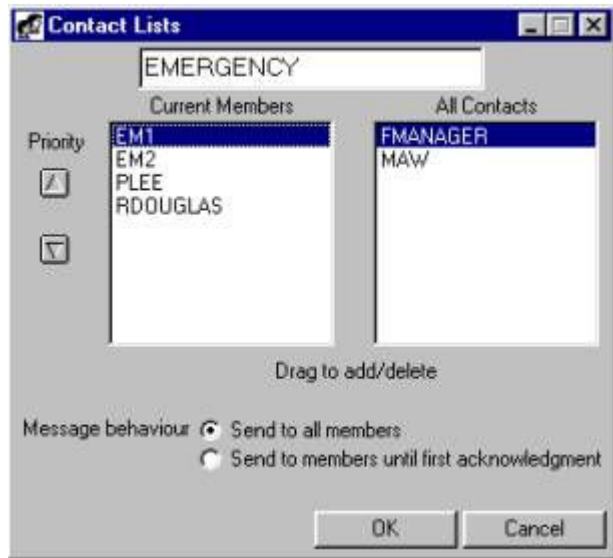 Contact Lists
EMERGENCY
Current Members All Contacts
Priority
EM1 FMANAGER
EM2 MAW
PLEE
RDOUGLAS
Drag to add/delete
Message behaviour Send to all members
Send to members until first acknowledgment
OK Cancel